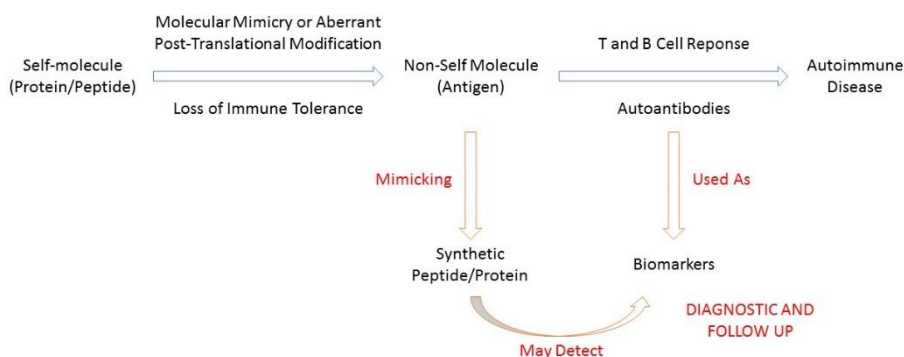 Molecular Mimicry or Aberrant
Post-Translational Modification
T and B Cell Reponse
Self-molecule
(Protein/Peptide)
Non-Self Molecule
(Antigen)
Autoimmune
Disease
Loss of Immune Tolerance
Autoantibodies
Mimicking
Used As
Synthetic
Peptide/Protein
Biomarkers
DIAGNOSTIC AND
FOLLOW UP
May Detect